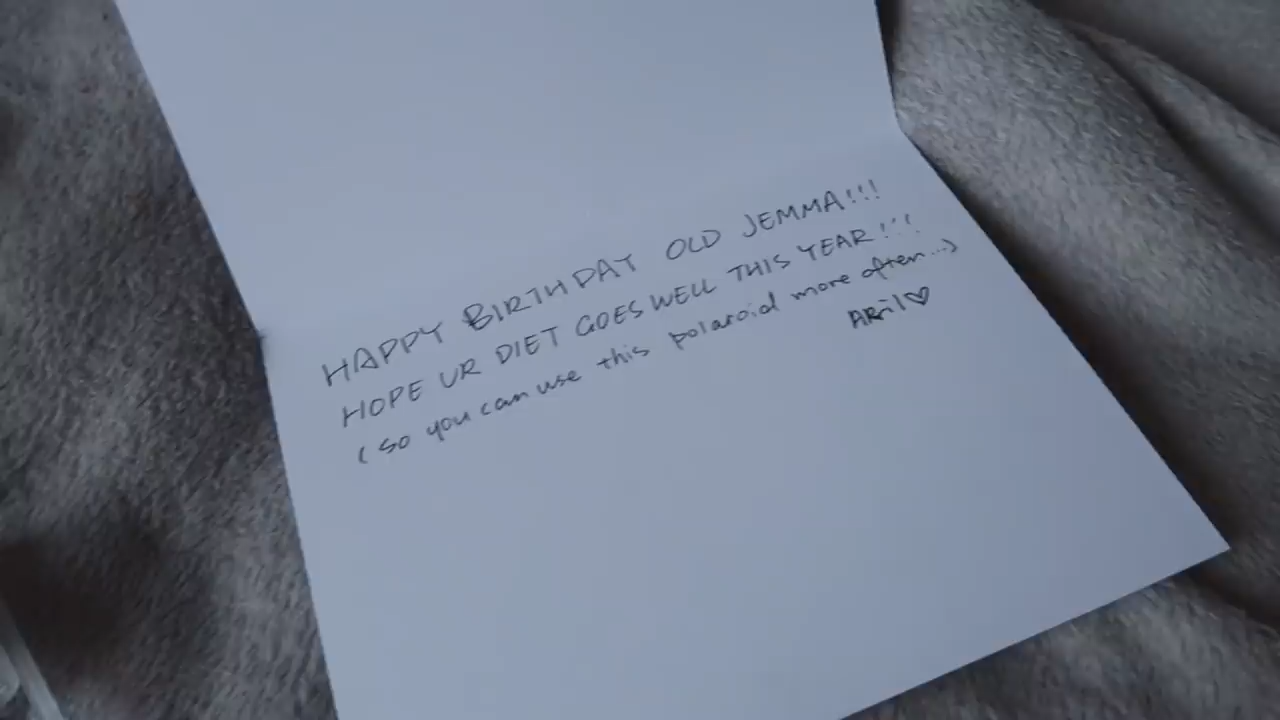 HAPPY BIRTHDAY OLD JEMMA!!!
HOPE UR DIET GOES WELL THIS YEAR!!!
(so you can use this polaroid more often...)
April♡